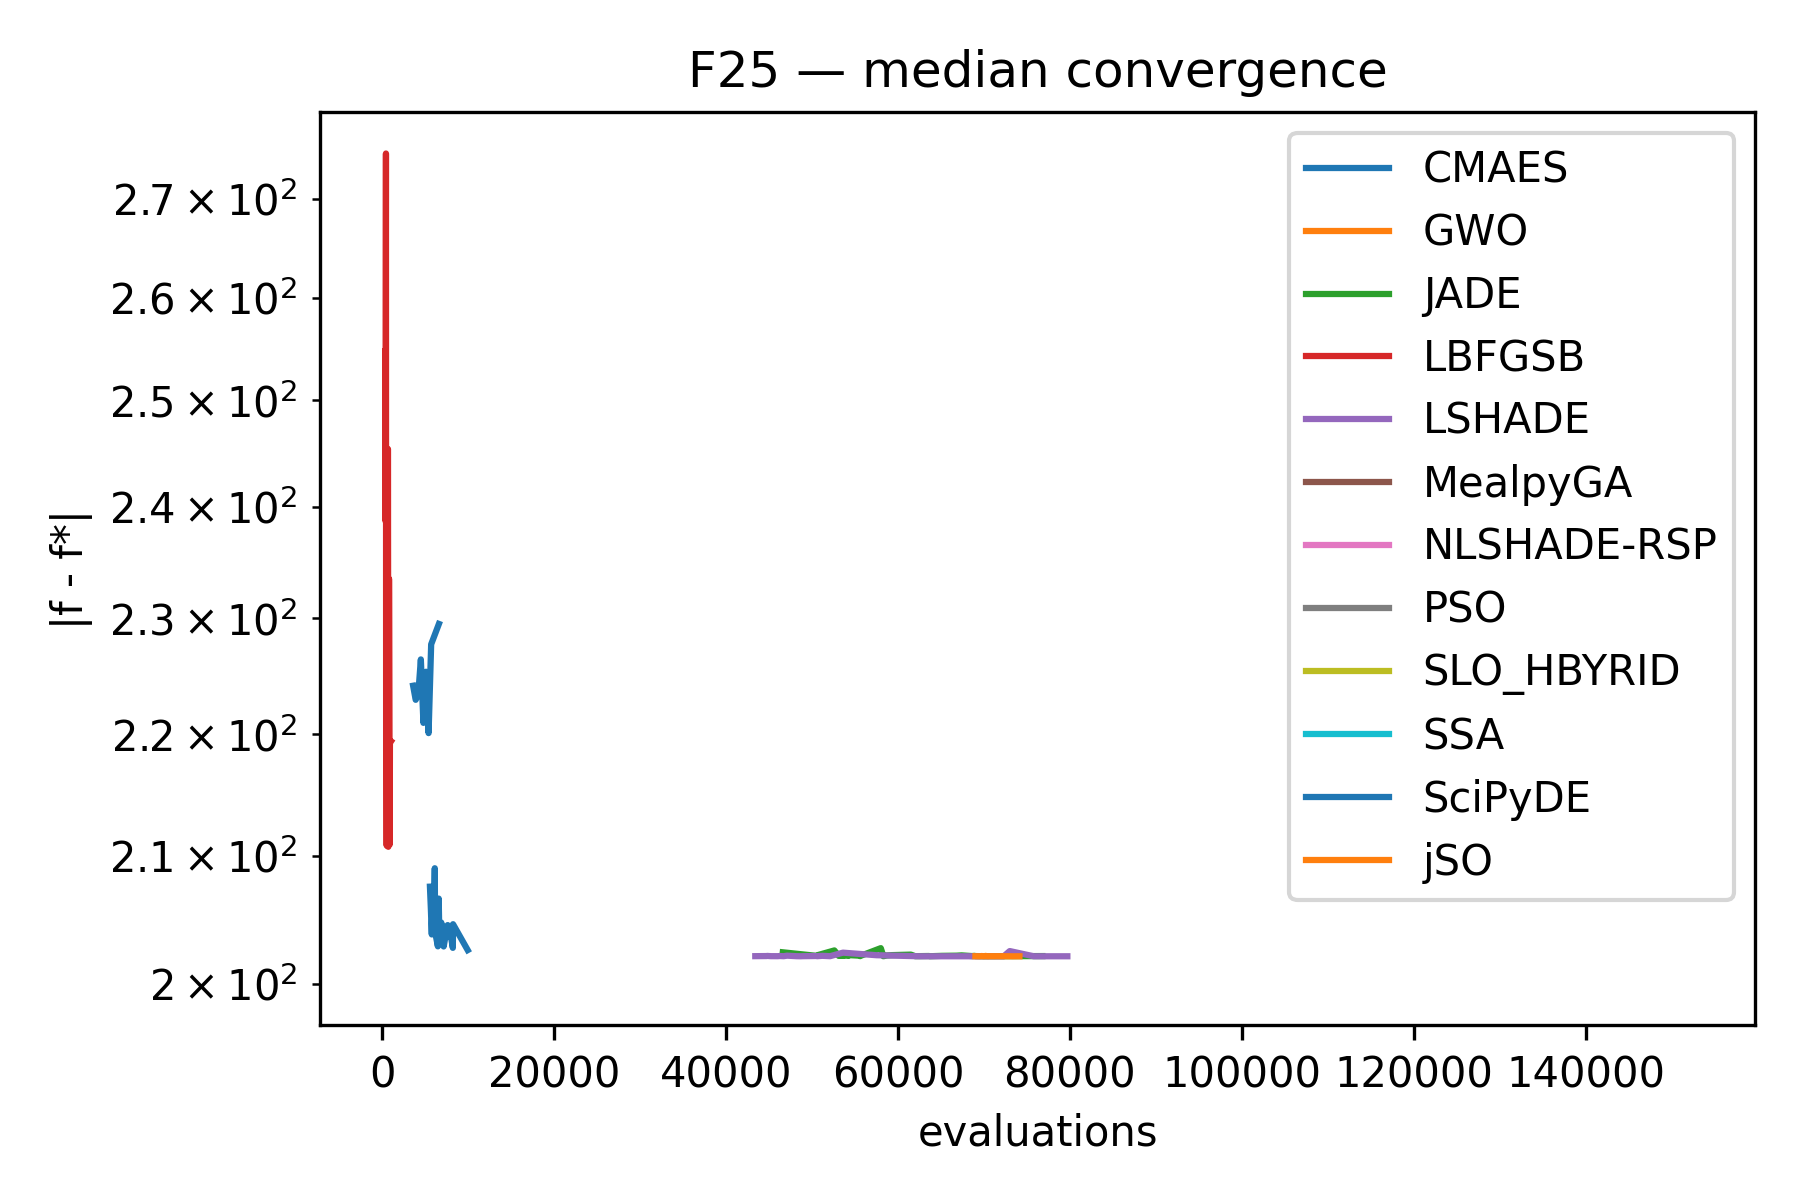 F25 — median convergence
|f - f*|
2.7 × 10²
2.6 × 10²
2.5 × 10²
2.4 × 10²
2.3 × 10²
2.2 × 10²
2.1 × 10²
2 × 10²
CMAES
GWO
JADE
LBFGSB
LSHADE
MealpyGA
NLSHADE-RSP
PSO
SLO_HBYRID
SSA
SciPyDE
jSO
0 20000 40000 60000 80000 100000 120000 140000
evaluations